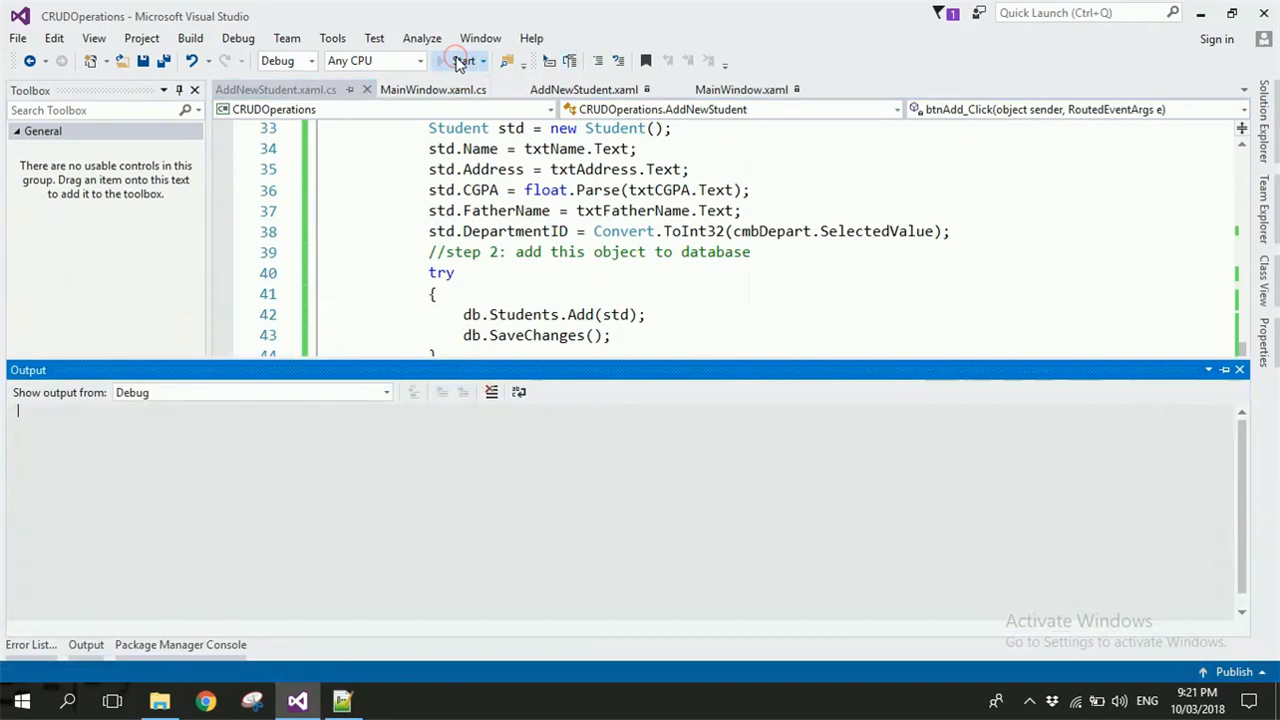 CRUDOperations - Microsoft Visual Studio
1
Quick Launch (Ctrl+Q)
File Edit View Project Build Debug Team Tools Test Analyze Window Help
Sign in
Debug Any CPU Start
Toolbox
Search Toolbox
General
There are no usable controls in this
group. Drag an item onto this text
to add it to the toolbox.
AddNewStudent.xaml.cs MainWindow.xaml.cs AddNewStudent.xaml MainWindow.xaml
CRUDOperations CRUDOperations.AddNewStudent btnAdd_Click(object sender, RoutedEventArgs e)
33 Student std = new Student();
34 std.Name = txtName.Text;
35 std.Address = txtAddress.Text;
36 std.CGPA = float.Parse(txtCGPA.Text);
37 std.FatherName = txtFatherName.Text;
38 std.DepartmentID = Convert.ToInt32(cmbDepart.SelectedValue);
39 //step 2: add this object to database
40 try
41 {
42 db.Students.Add(std);
43 db.SaveChanges();
44 }
Solution Explorer
Team Explorer
Class View
Properties
Output
Show output from: Debug
Activate Windows
Go to Settings to activate Windows.
Error List... Output Package Manager Console
Publish
ENG
9:21 PM
10/03/2018